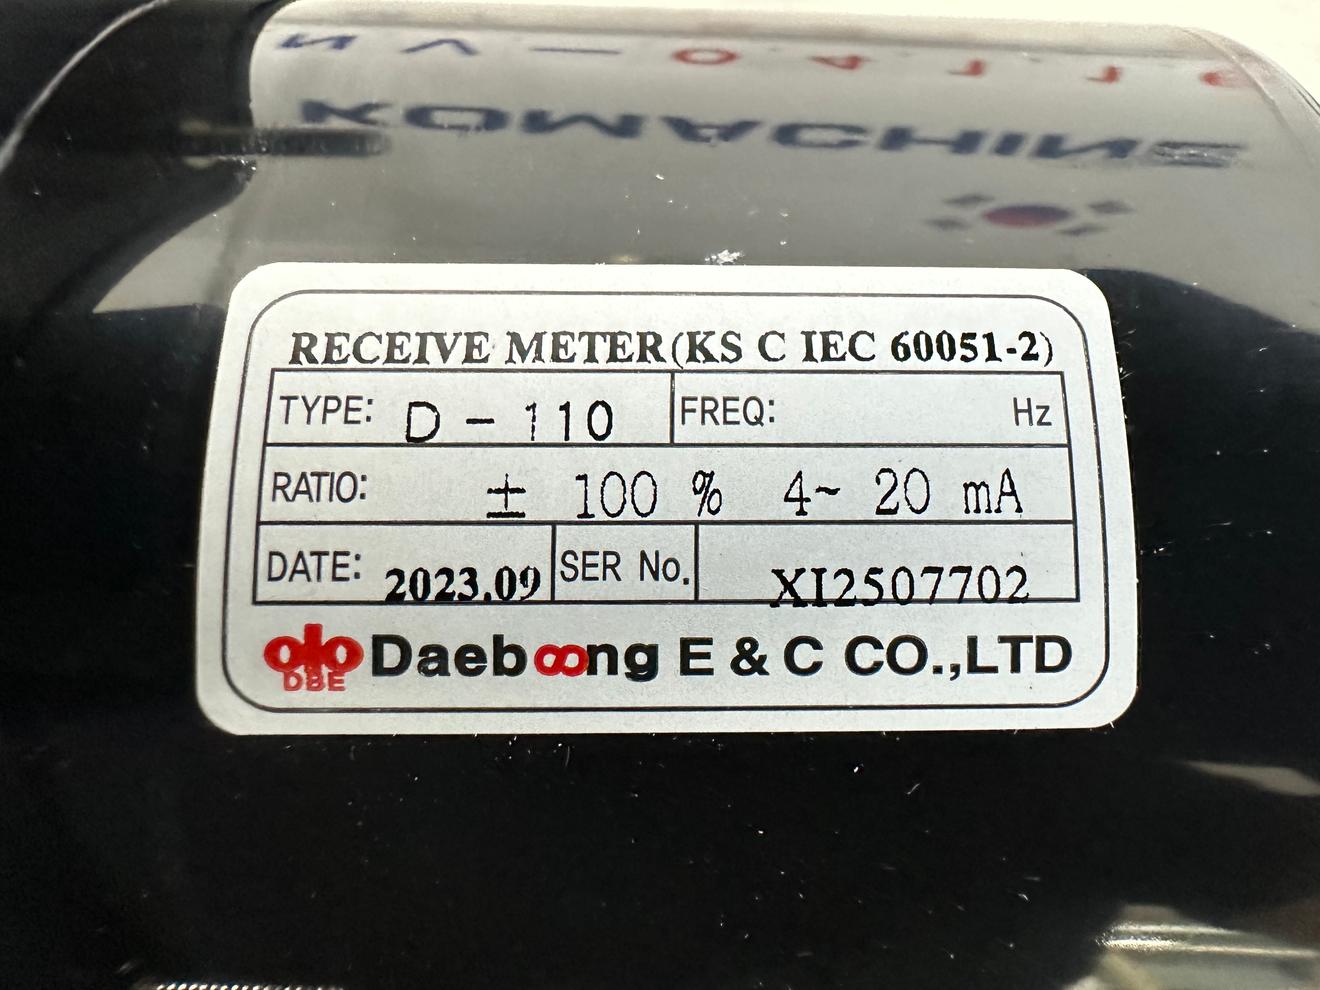 KOMACHINE
RECEIVE METER(KS C IEC 60051-2)
TYPE: D - 110 FREQ: Hz
RATIO: ± 100 % 4~ 20 mA
DATE: 2023.09 SER No. XI2507702
DBE Daeboong E & C CO.,LTD